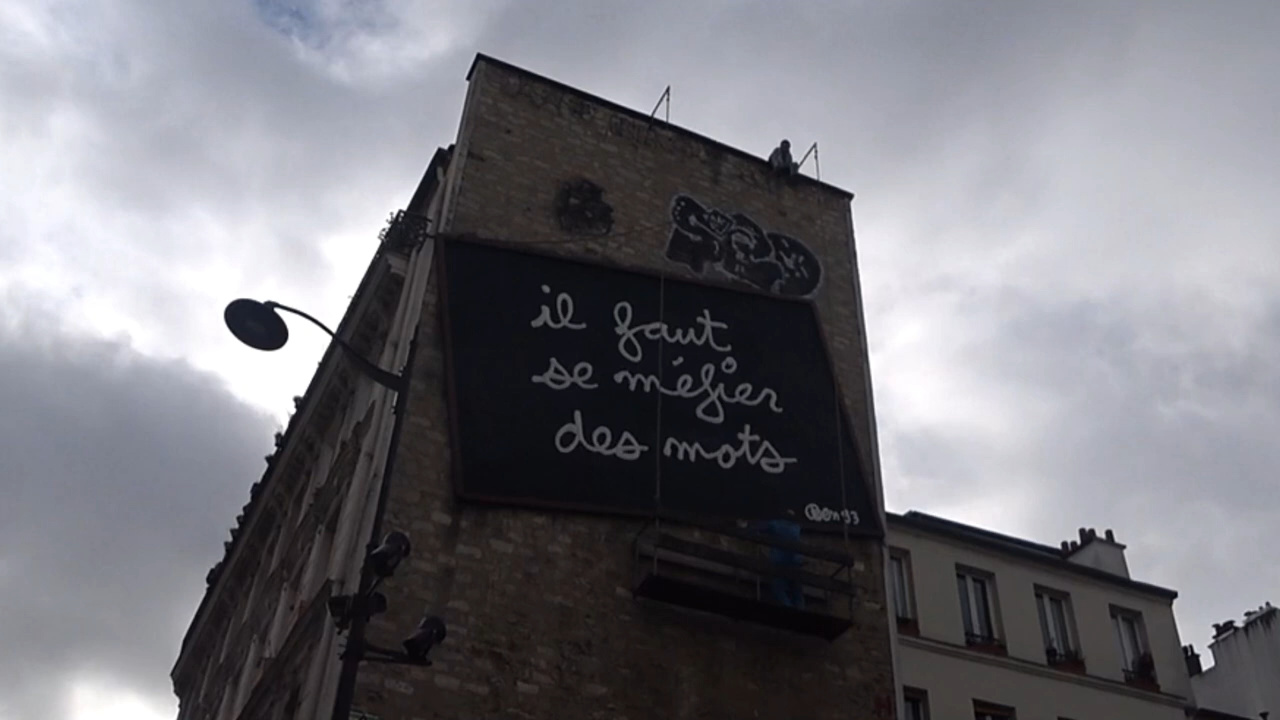 il faut
se méfier
des mots
Ben 93